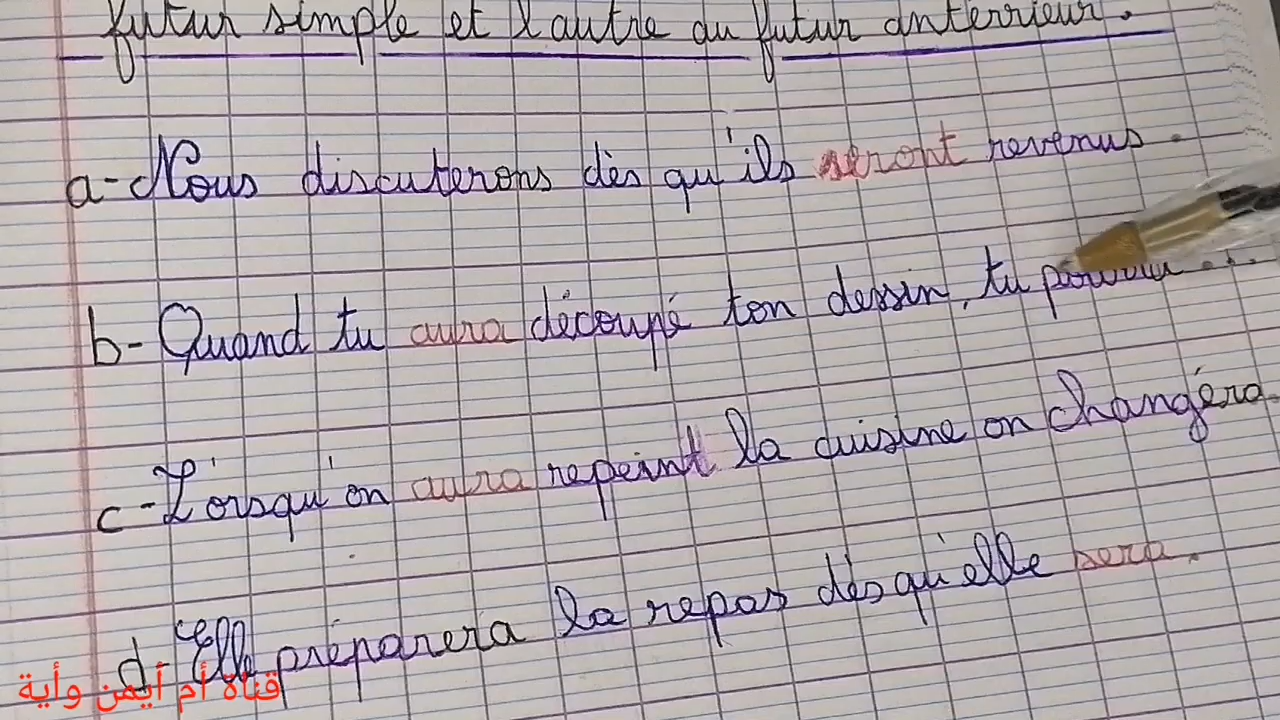 futur simple et l'autre au futur anterrieur.
a- Nous discuterons dès qu'ils seront revenus.
b- Quand tu aura découpé ton dessin, tu
c- Lorsqu'on aura repeint la cuisine on changéra
d- Elle préparera la repas dès qu'elle sera.
قناة أم أيمن وأية